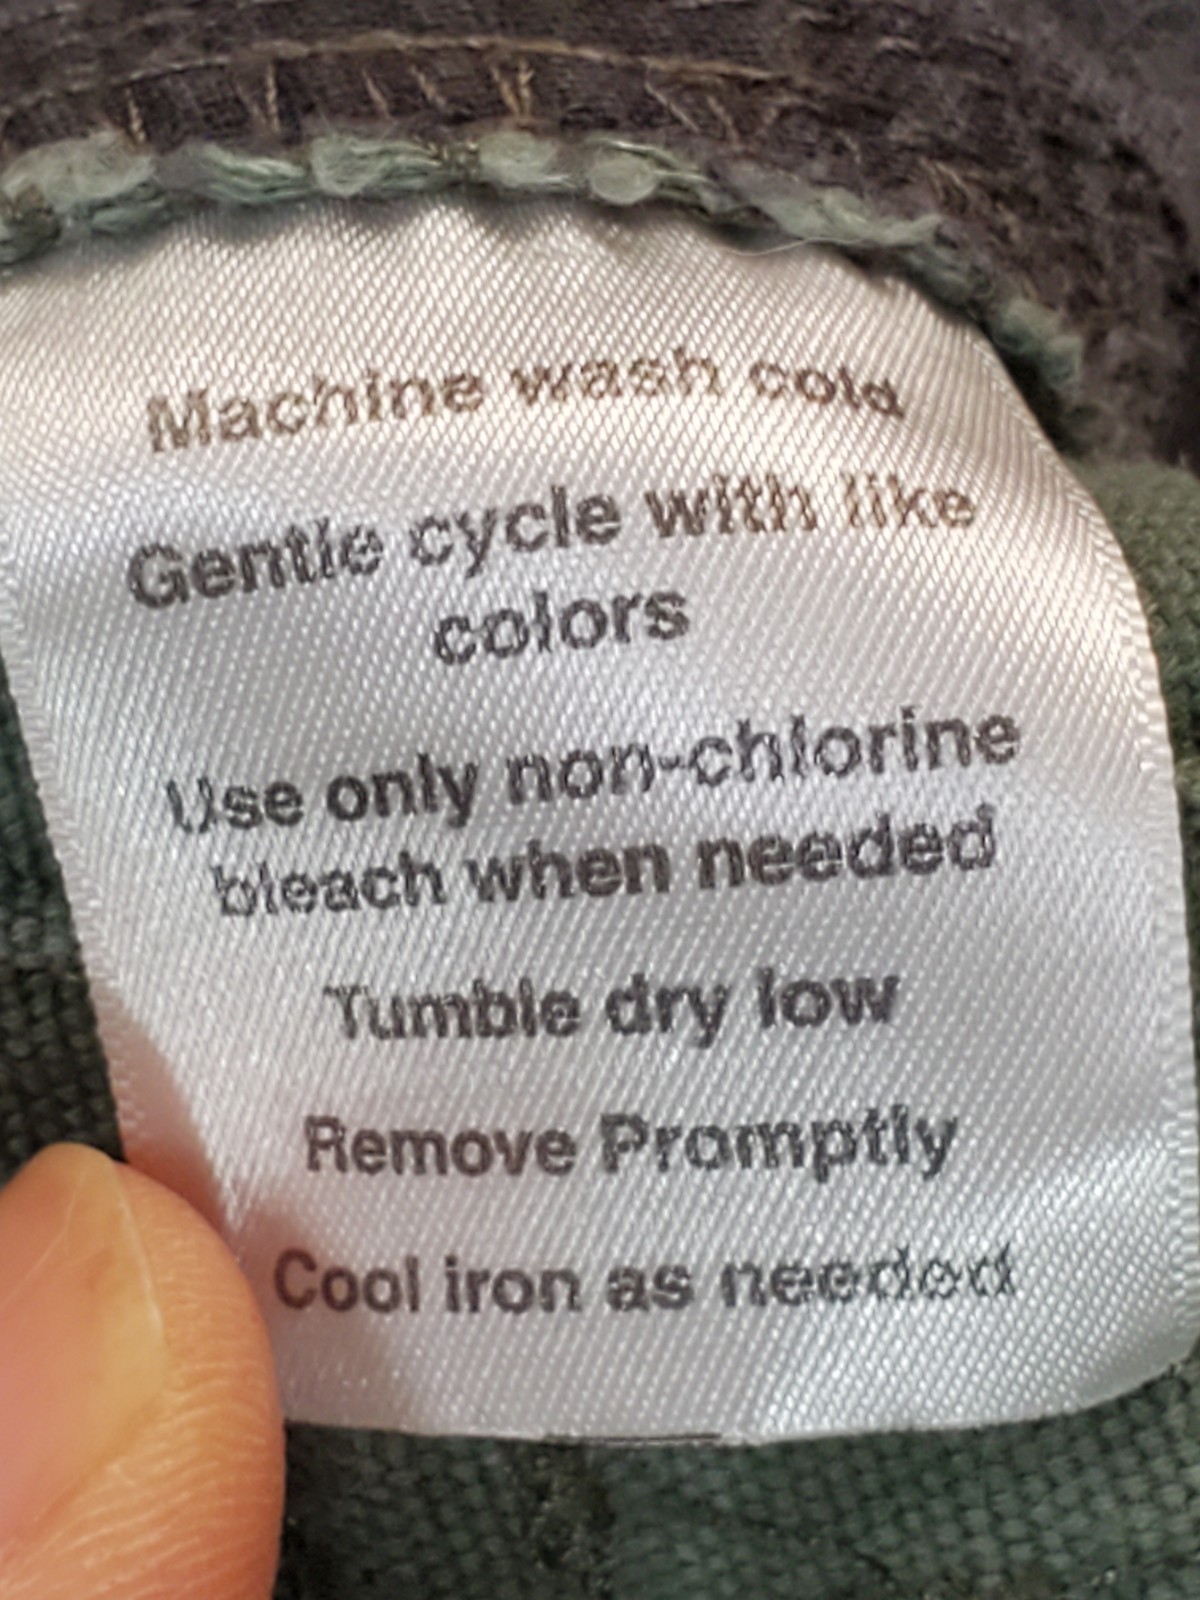 Machine wash cold
Gentle cycle with like
colors
Use only non-chlorine
bleach when needed
Tumble dry low
Remove Promptly
Cool iron as needed